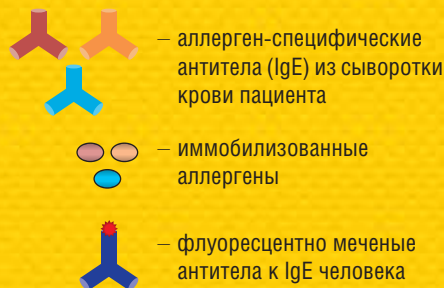 – аллерген-специфические
антитела (IgE) из сыворотки
крови пациента
– иммобилизованные
аллергены
– флуоресцентно меченые
антитела к IgE человека